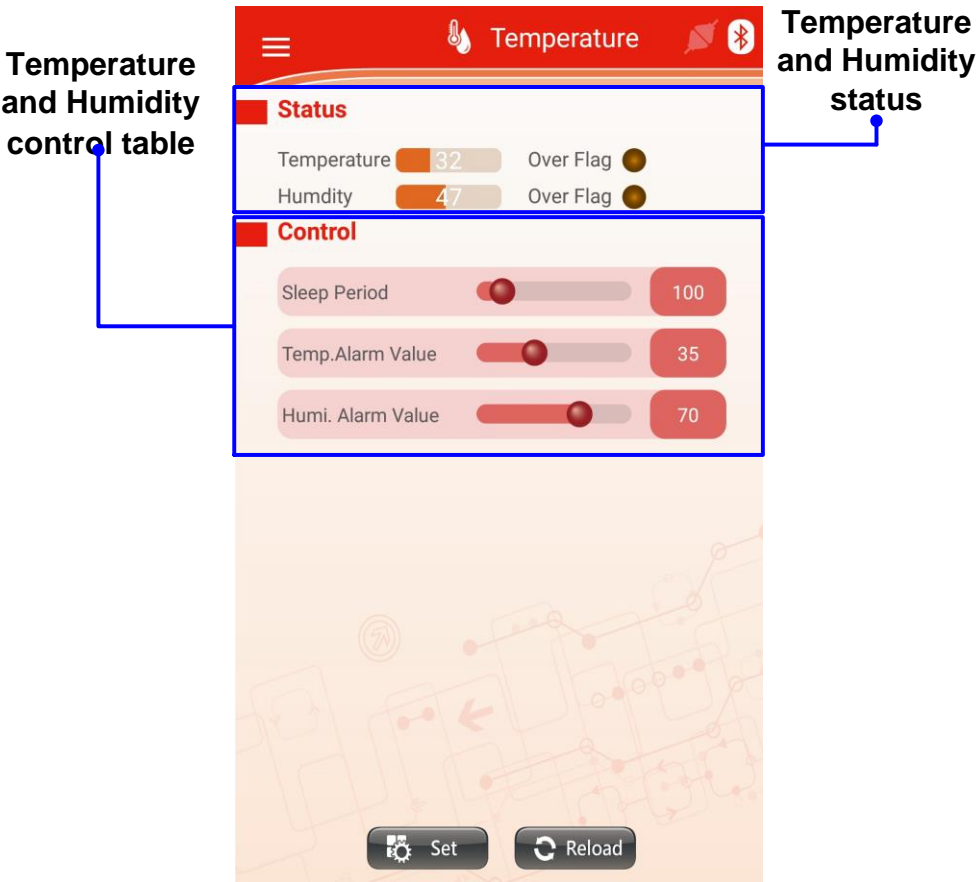 Temperature
and Humidity
control table
Temperature
Temperature
and Humidity
status
Status
Temperature 32 Over Flag
Humdity 47 Over Flag
Control
Sleep Period 100
Temp.Alarm Value 35
Humi. Alarm Value 70
Set Reload